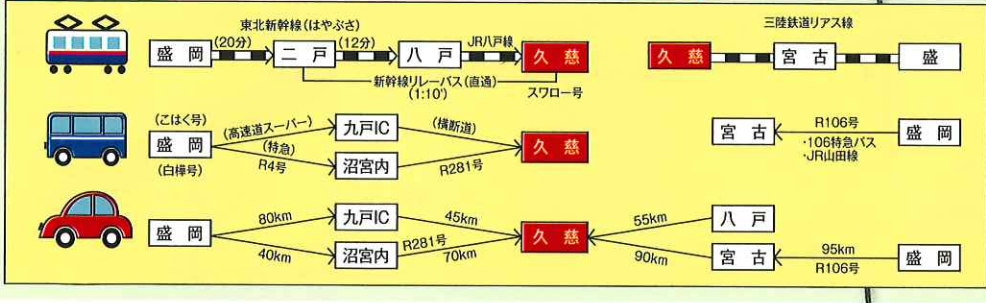 東北新幹線(はやぶさ)
盛岡 (20分) 二戸 (12分) 八戸 JR八戸線 久慈
新幹線リレーバス(直通)
(1:10')
スワロー号
三陸鉄道リアス線
久慈 宮古 盛
(こはく号)
盛岡
(白樺号)
(高速道スーパー) 九戸IC (横断道)
(特急) 沼宮内 R281号
R4号
久慈
宮古 R106号 盛岡
・106特急バス
・JR山田線
盛岡
80km 九戸IC 45km
40km 沼宮内 R281号 70km
久慈
55km 八戸
90km 宮古 95km 盛岡
R106号